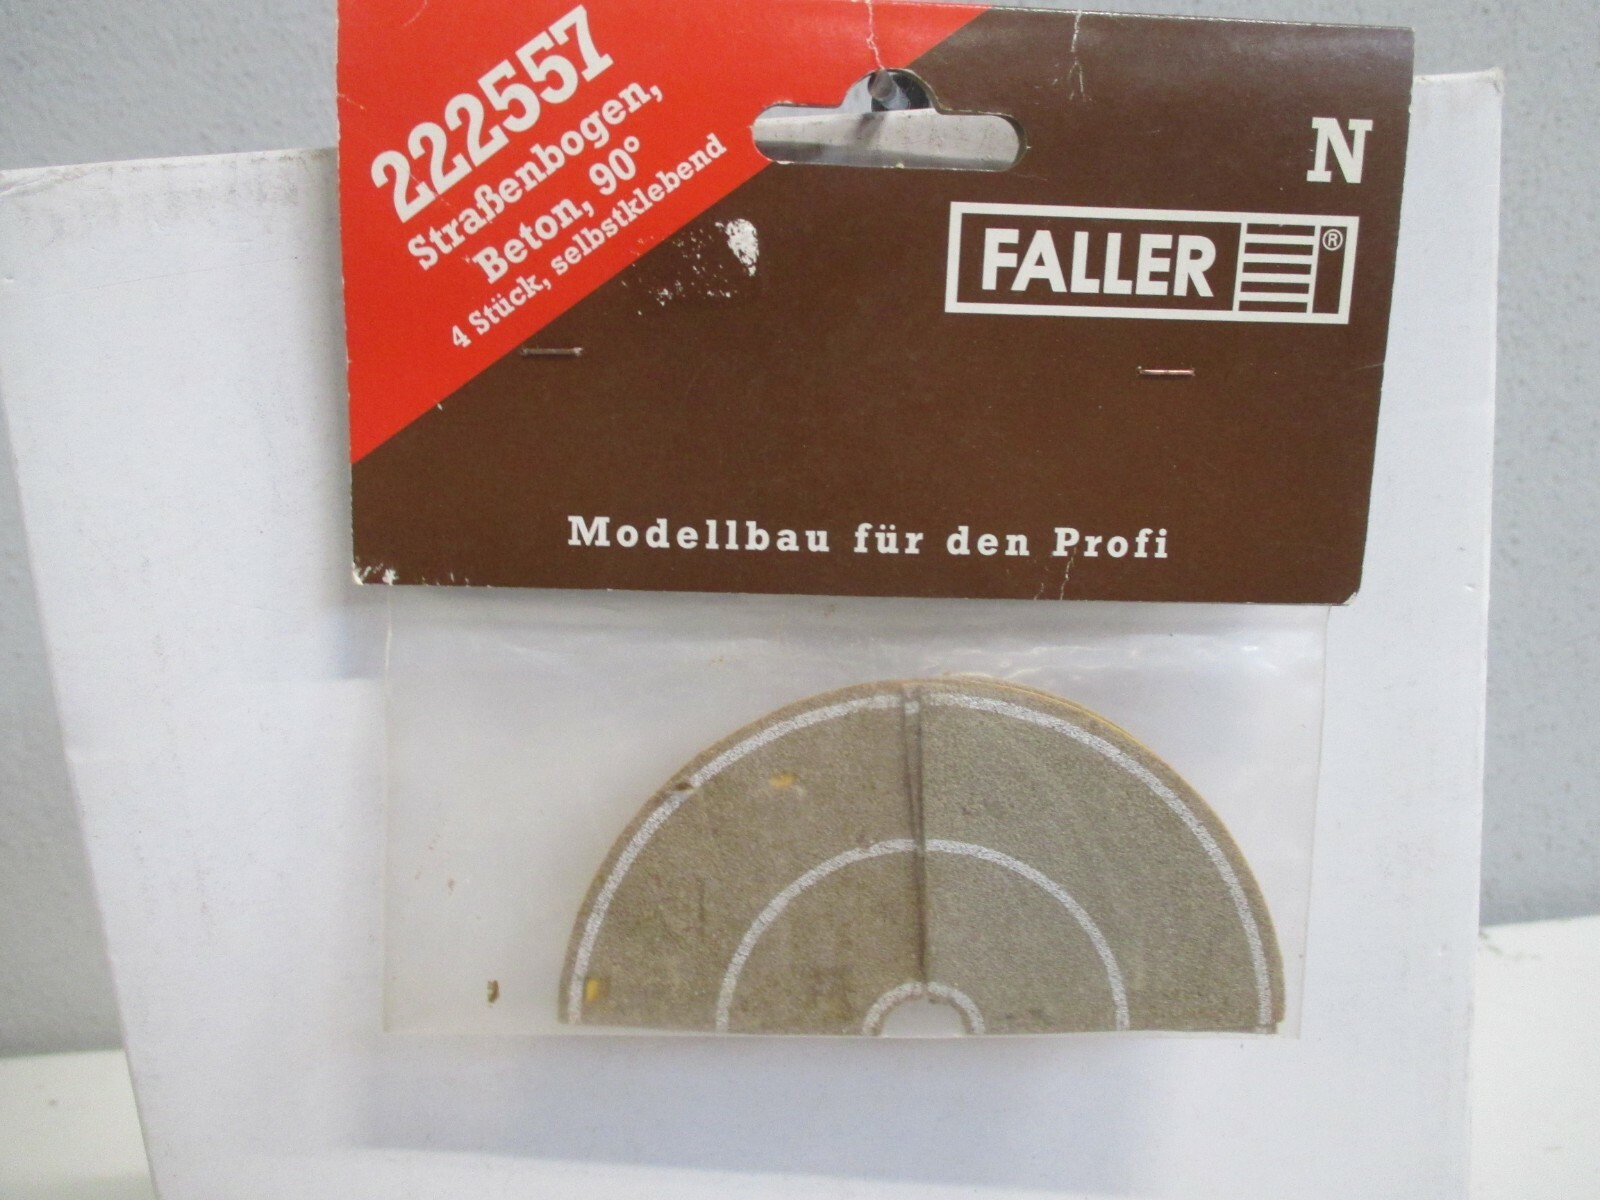 222557
Straßenbogen,
Beton, 90°
4 Stück, selbstklebend
N
FALLER ®
Modellbau für den Profi